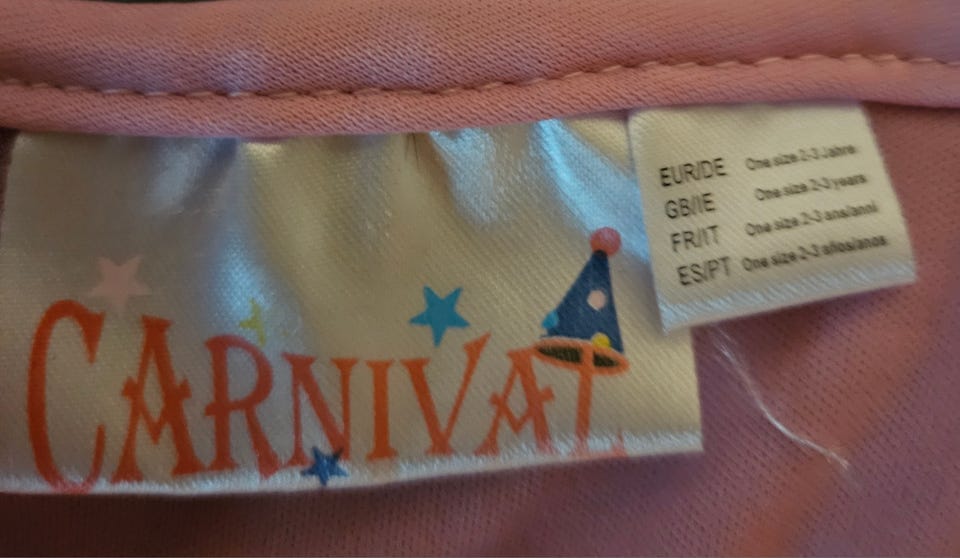 CARNIVAL
EUR/DE One size 2-3 Jahre
GB/IE One size 2-3 years
FR/IT One size 2-3 ans/anni
ES/PT One size 2-3 años/anos